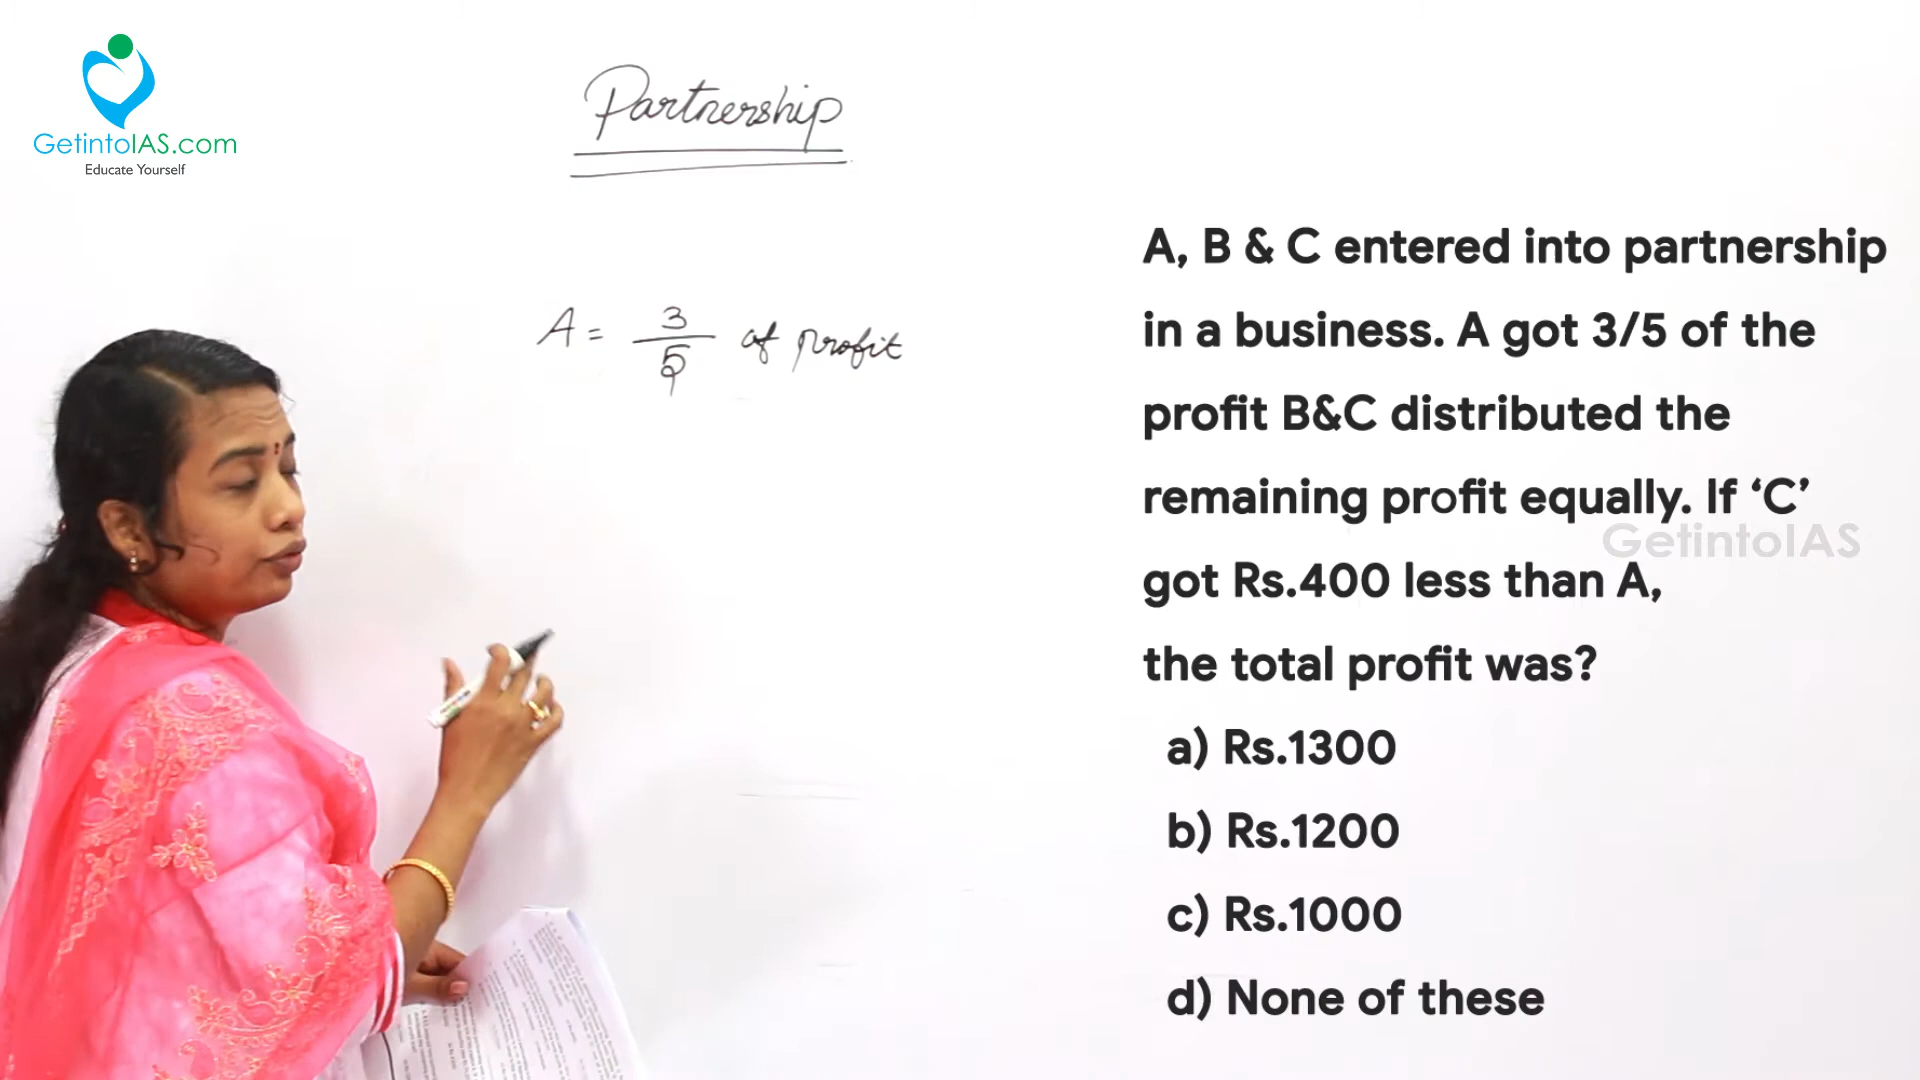 GetintoIAS.com
Educate Yourself
Partnership
A = 3/5 of profit
A, B & C entered into partnership
in a business. A got 3/5 of the
profit B&C distributed the
remaining profit equally. If ‘C’
GetintoIAS
got Rs.400 less than A,
the total profit was?
a) Rs.1300
b) Rs.1200
c) Rs.1000
d) None of these